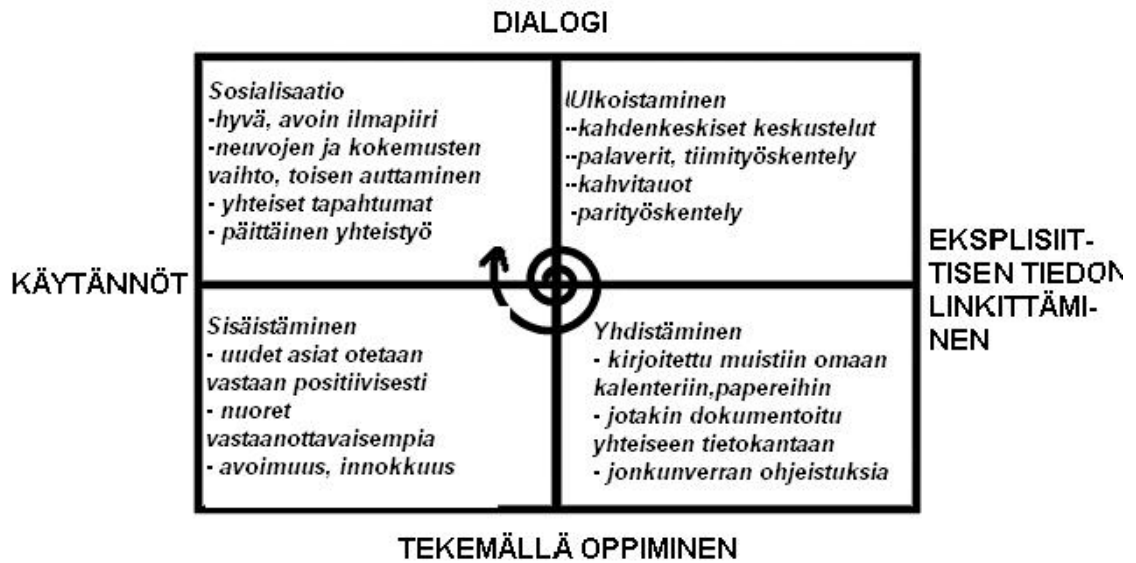 DIALOGI
Sosialisaatio
-hyvä, avoin ilmapiiri
-neuvojen ja kokemusten
vaihto, toisen auttaminen
- yhteiset tapahtumat
- päittäinen yhteistyö
Ulkoistaminen
--kahdenkeskiset keskustelut
-palaverit, tiimityöskentely
-kahvitauot
-parityöskentely
KÄYTÄNNÖT
EKSPLISIIT-
TISEN TIEDON
LINKITTÄMI-
NEN
Sisäistäminen
- uudet asiat otetaan
vastaan positiivisesti
- nuoret
vastaanottavaisempia
- avoimuus, innokkuus
Yhdistäminen
- kirjoitettu muistiin omaan
kalenteriin,papereihin
- jotakin dokumentoitu
yhteiseen tietokantaan
- jonkunverran ohjeistuksia
TEKEMÄLLÄ OPPIMINEN